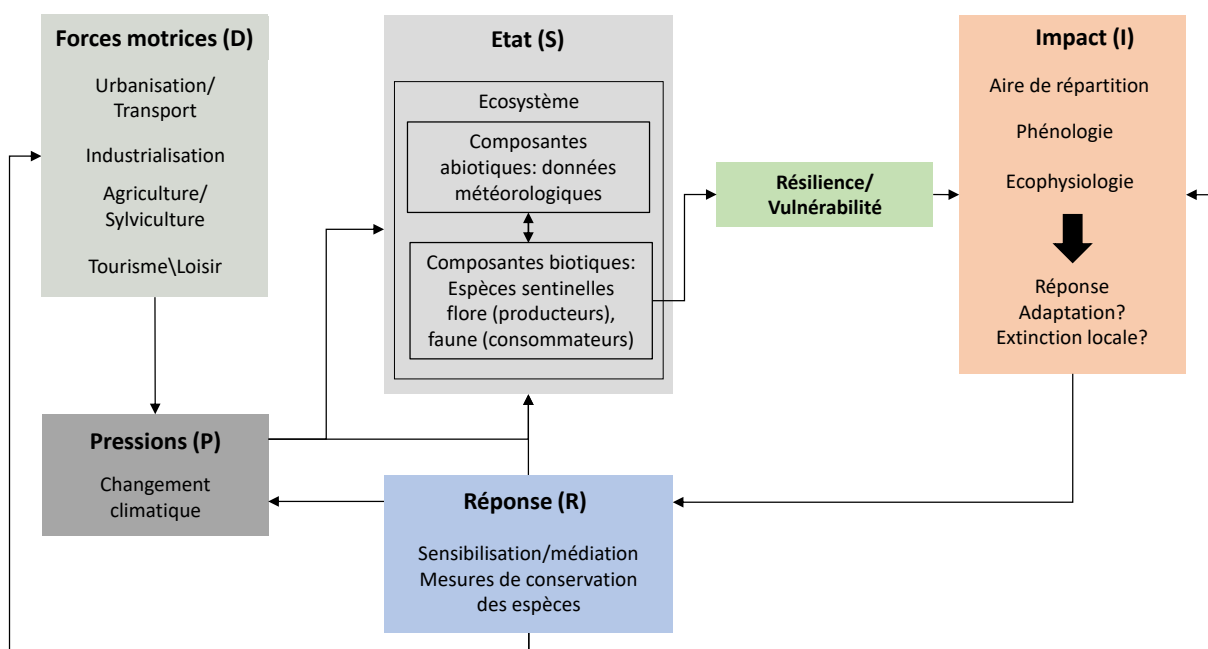 Forces motrices (D)
Urbanisation/
Transport
Industrialisation
Agriculture/
Sylviculture
Tourisme\Loisir
Pressions (P)
Changement
climatique
Etat (S)
Ecosystème
Composantes
abiotiques: données
météorologiques
Composantes biotiques:
Espèces sentinelles
flore (producteurs),
faune (consommateurs)
Résilience/
Vulnérabilité
Impact (I)
Aire de répartition
Phénologie
Ecophysiologie
Réponse
Adaptation?
Extinction locale?
Réponse (R)
Sensibilisation/médiation
Mesures de conservation
des espèces